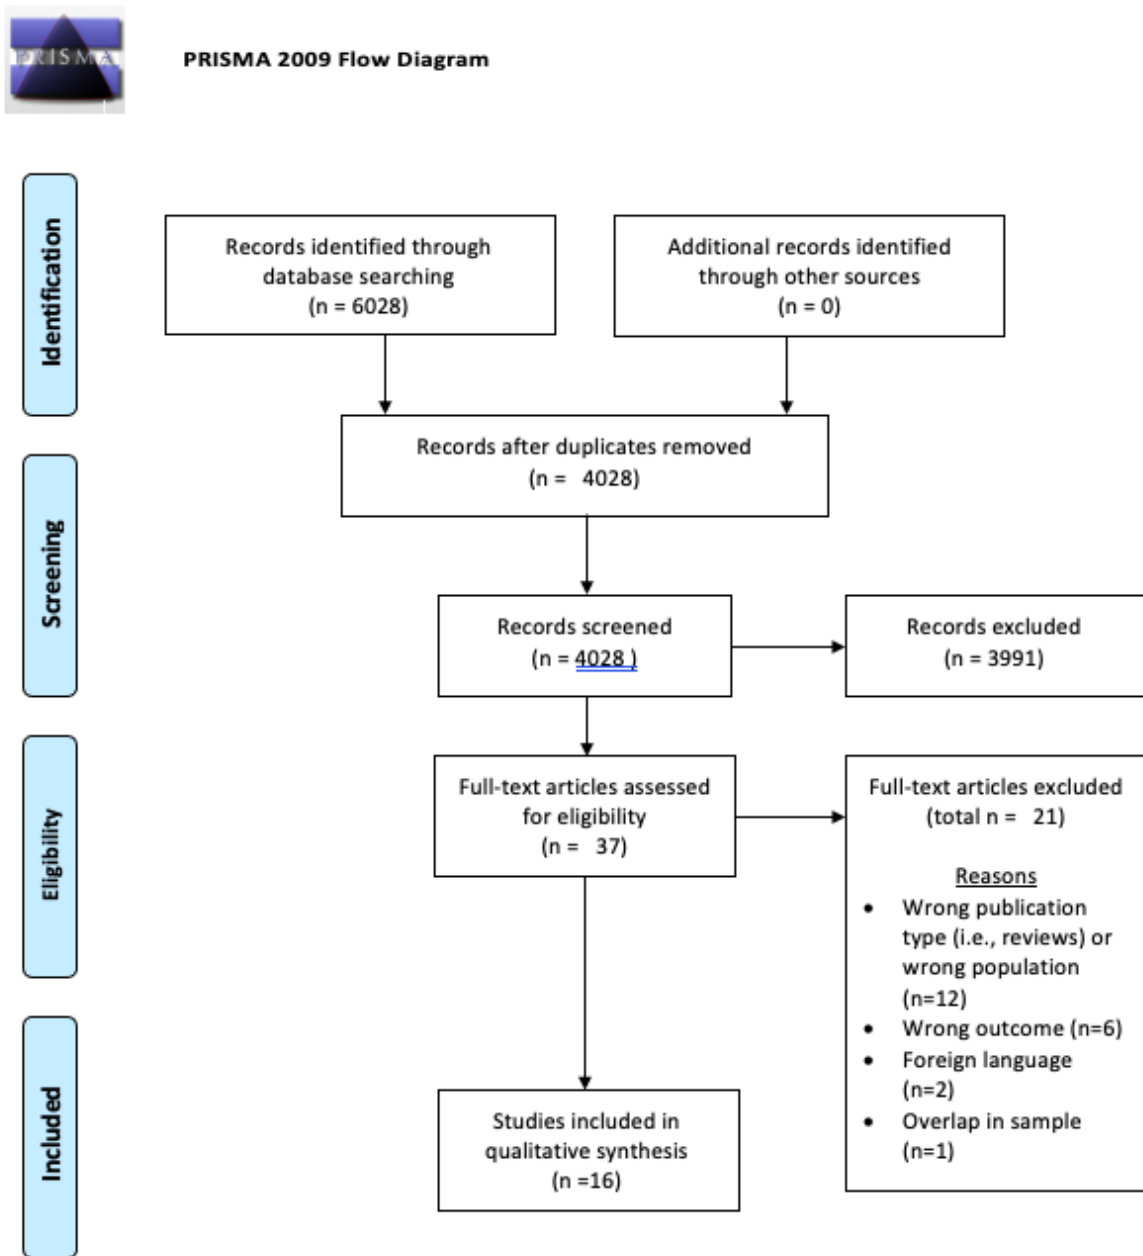 PRISMA
PRISMA 2009 Flow Diagram
Identification
Records identified through
database searching
(n = 6028)
Additional records identified
through other sources
(n = 0)
Records after duplicates removed
(n = 4028)
Screening
Records screened
(n = 4028 )
Records excluded
(n = 3991)
Eligibility
Full-text articles assessed
for eligibility
(n = 37)
Full-text articles excluded
(total n = 21)
Reasons
• Wrong publication
type (i.e., reviews) or
wrong population
(n=12)
• Wrong outcome (n=6)
• Foreign language
(n=2)
• Overlap in sample
(n=1)
Included
Studies included in
qualitative synthesis
(n =16)